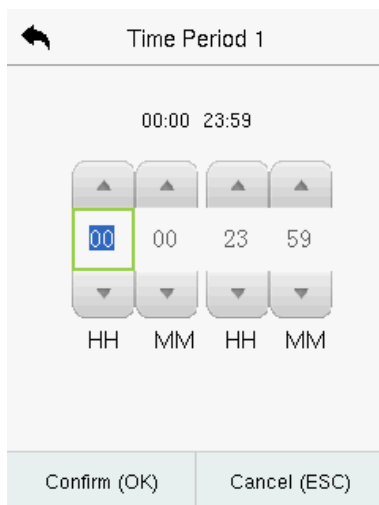 Time Period 1
00:00 23:59
00 00 23 59
HH MM HH MM
Confirm (OK) Cancel (ESC)